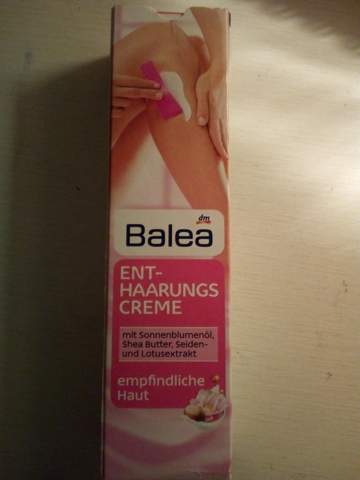 dm
Balea
ENT-
HAARUNGS
CREME
mit Sonnenblumenöl,
Shea Butter, Seiden-
und Lotusextrakt
empfindliche
Haut